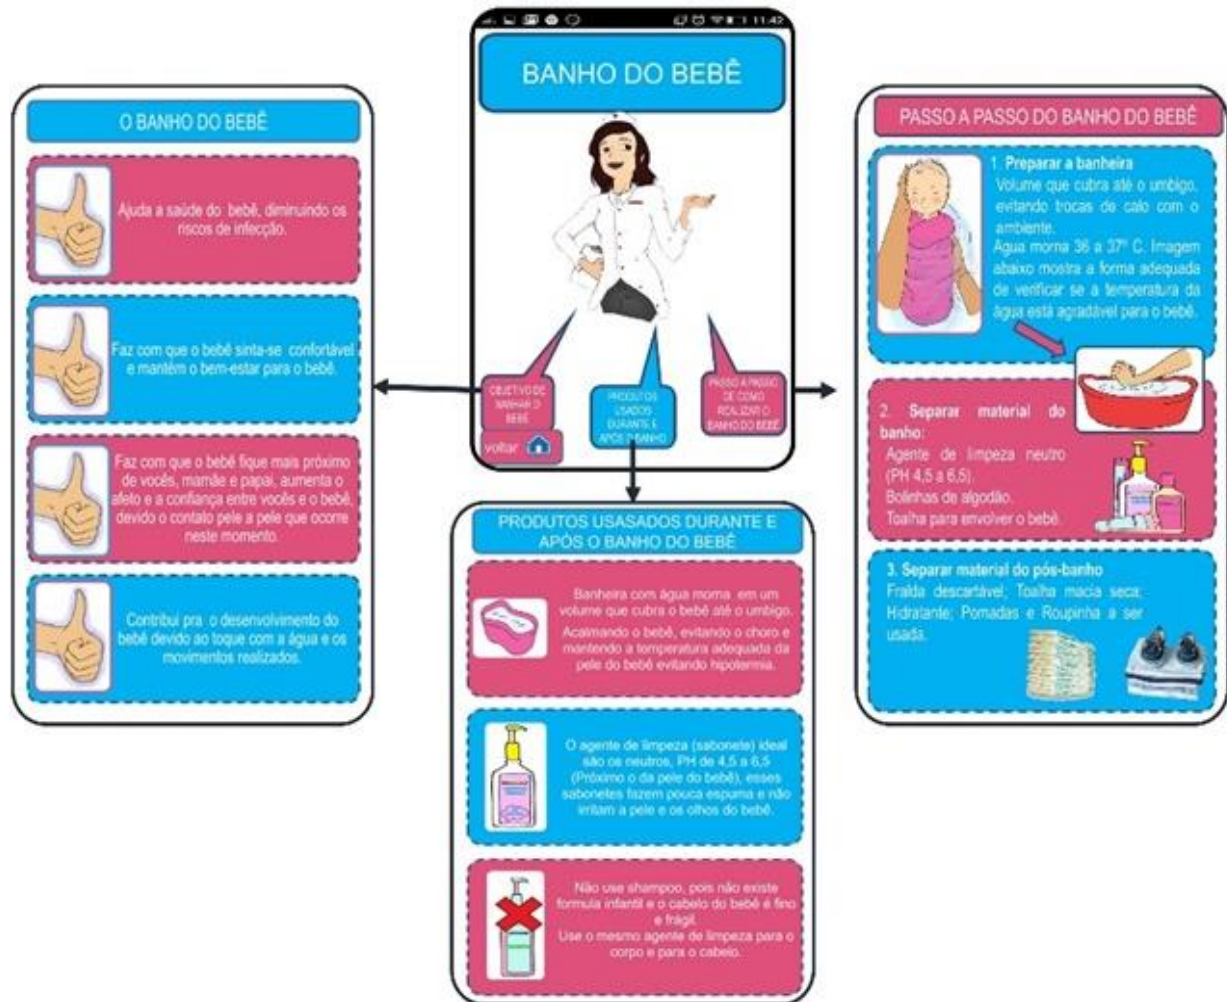 11:42
BANHO DO BEBÊ
OBJETIVO DE
BANHAR O
BEBÊ
PRODUTOS
USADOS
DURANTE E
APÓS O BANHO
PASSO A PASSO
DE COMO
REALIZAR O
BANHO DO BEBÊ
voltar
O BANHO DO BEBÊ
Ajuda a saúde do bebê, diminuindo os
riscos de infecção.
Faz com que o bebê sinta-se confortável
e mantém o bem-estar para o bebê.
Faz com que o bebê fique mais próximo
de vocês, mamãe e papai, aumenta o
afeto e a confiança entre vocês e o bebê,
devido o contato pele a pele que ocorre
neste momento.
Contribui pra o desenvolvimento do
bebê devido ao toque com a água e os
movimentos realizados.
PRODUTOS USASADOS DURANTE E
APÓS O BANHO DO BEBÊ
Banheira com água morna em um
volume que cubra o bebê até o umbigo.
Acalmando o bebê, evitando o choro e
mantendo a temperatura adequada da
pele do bebê evitando hipotermia.
O agente de limpeza (sabonete) ideal
são os neutros, PH de 4,5 a 6,5
(Próximo o da pele do bebê), esses
sabonetes fazem pouca espuma e não
irritam a pele e os olhos do bebê.
Não use shampoo, pois não existe
formula infantil e o cabelo do bebê é fino
e frágil.
Use o mesmo agente de limpeza para o
corpo e para o cabelo.
PASSO A PASSO DO BANHO DO BEBÊ
1. Preparar a banheira
Volume que cubra até o umbigo,
evitando trocas de calo com o
ambiente.
Água morna 36 a 37º C. Imagem
abaixo mostra a forma adequada
de verificar se a temperatura da
água está agradável para o bebê.
2. Separar material do
banho:
Agente de limpeza neutro
(PH 4,5 a 6,5).
Bolinhas de algodão.
Toalha para envolver o bebê.
3. Separar material do pós-banho
Fralda descartável; Toalha macia seca;
Hidratante; Pomadas e Roupinha a ser
usada.